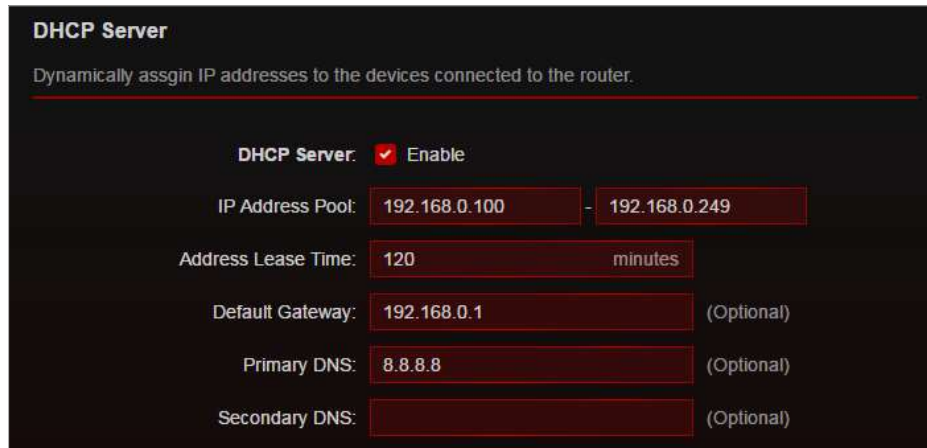 DHCP Server
Dynamically assgin IP addresses to the devices connected to the router.
DHCP Server: Enable
IP Address Pool: 192.168.0.100 - 192.168.0.249
Address Lease Time: 120 minutes
Default Gateway: 192.168.0.1 (Optional)
Primary DNS: 8.8.8.8 (Optional)
Secondary DNS: (Optional)